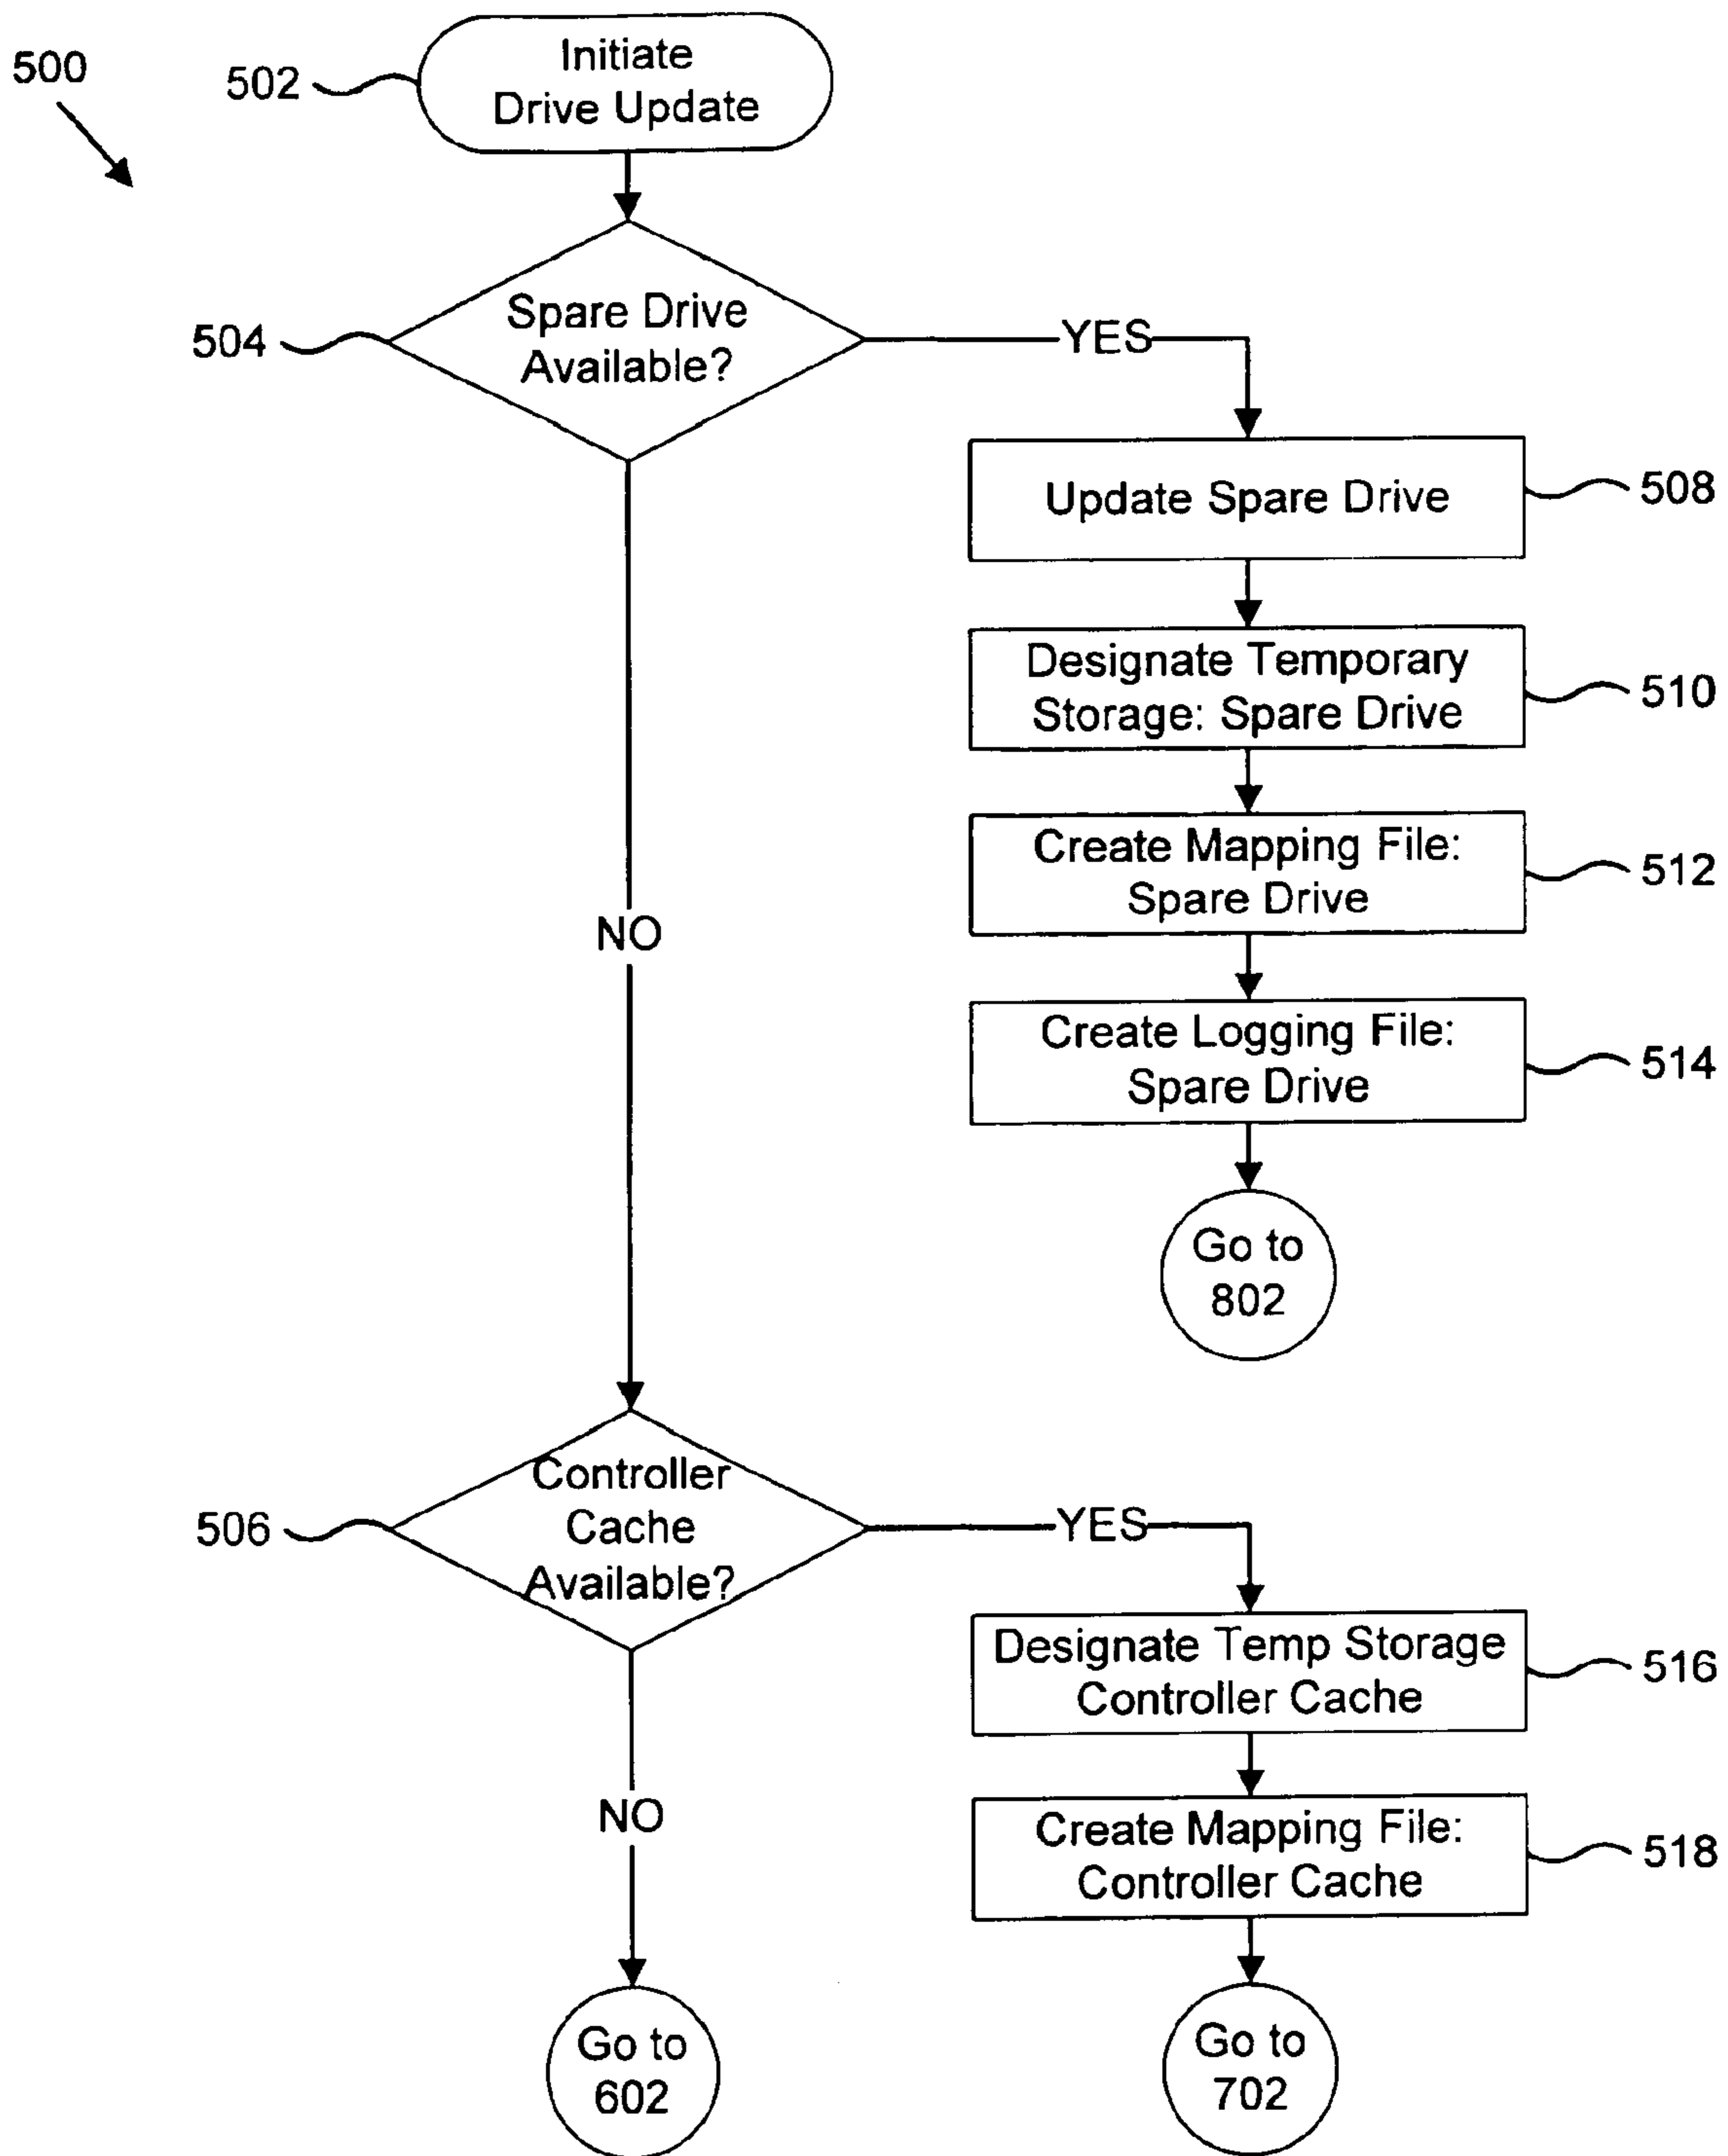 500
502
Initiate
Drive Update
504
Spare Drive
Available?
YES
Update Spare Drive
508
Designate Temporary
Storage: Spare Drive
510
Create Mapping File:
Spare Drive
512
NO
Create Logging File:
Spare Drive
514
Go to
802
506
Controller
Cache
Available?
YES
Designate Temp Storage
Controller Cache
516
NO
Create Mapping File:
Controller Cache
518
Go to
602
Go to
702